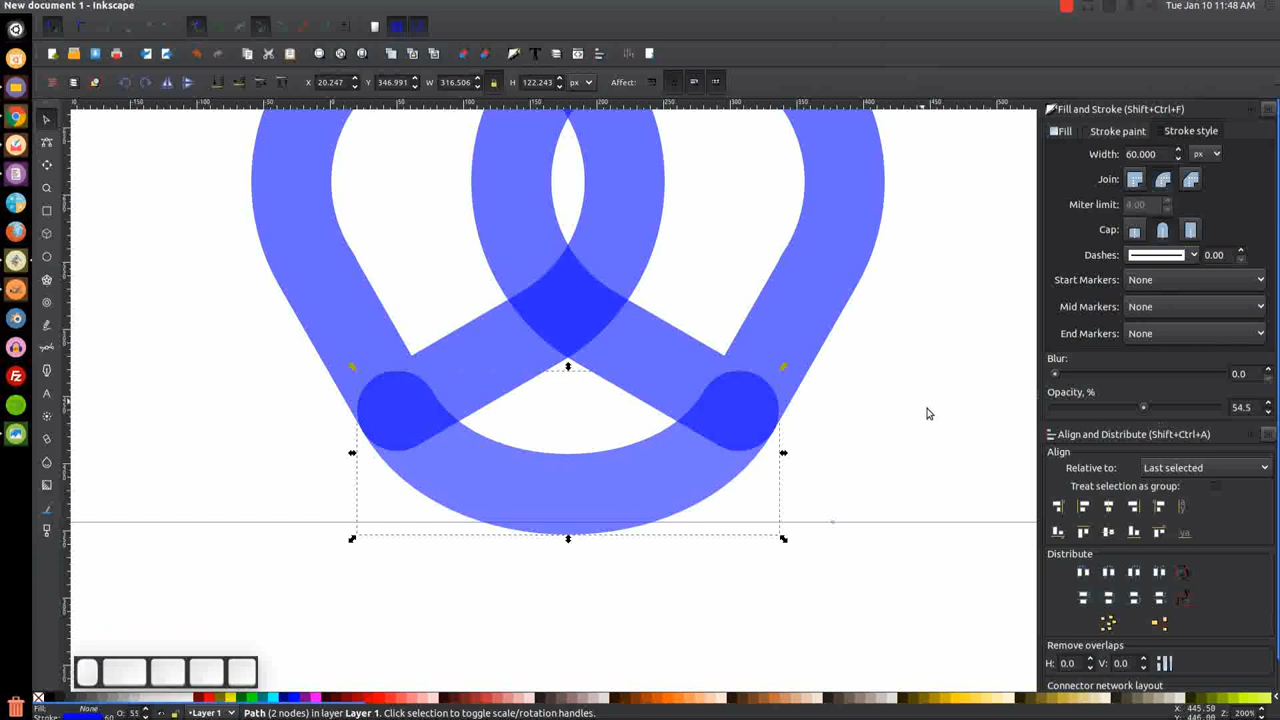 New document 1 - Inkscape
Tue Jan 10 11:48 AM
X 20.247 Y 346.991 W 316.506 H 122.243 px Affect:
Fill and Stroke (Shift+Ctrl+F)
Fill Stroke paint Stroke style
Width: 60.000 px
Join:
Miter limit: 4.00
Cap:
Dashes: 0.00
Start Markers: None
Mid Markers: None
End Markers: None
Blur:
0.0
Opacity, %
54.5
Align and Distribute (Shift+Ctrl+A)
Align
Relative to: Last selected
Treat selection as group:
Distribute
Remove overlaps
H: 0.0 V: 0.0
Connector network layout
Fill: None
Stroke: 60
O: 55
Layer 1
Path (2 nodes) in layer Layer 1. Click selection to toggle scale/rotation handles.
X: 445.50
Z: 200%